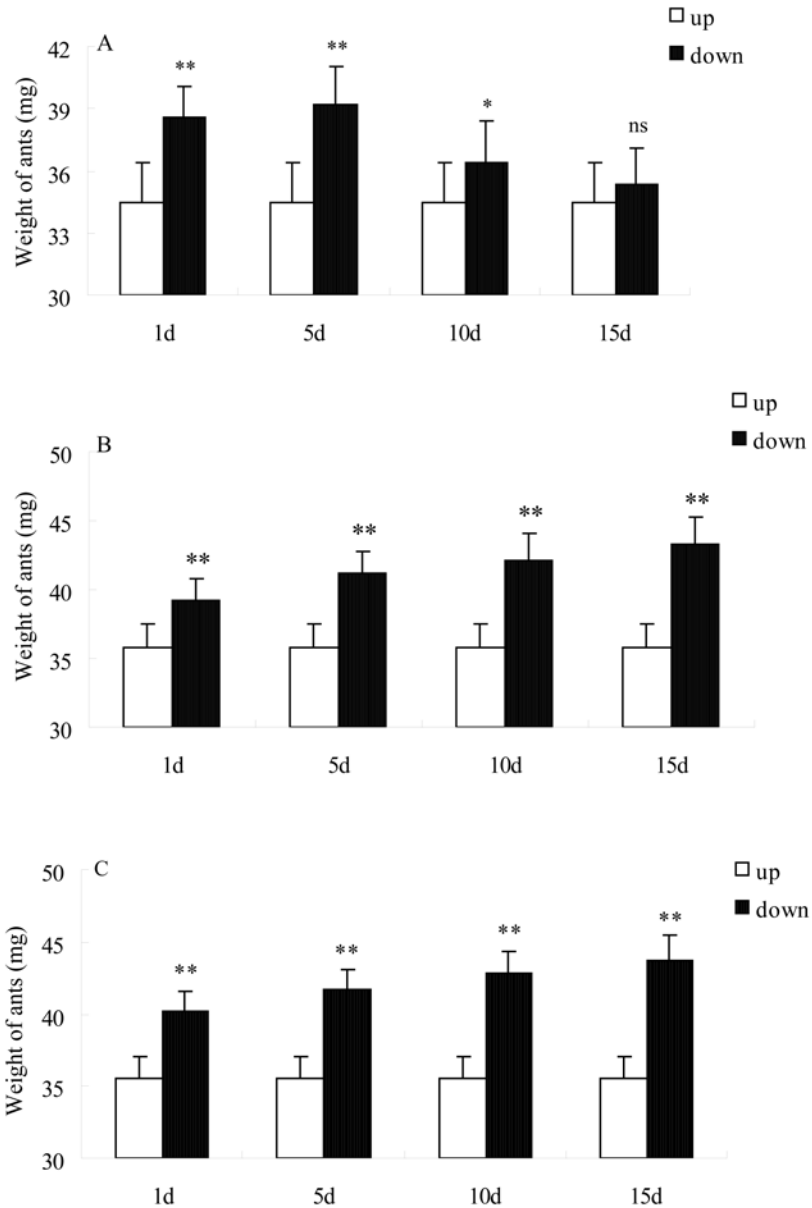 A
up
down
Weight of ants (mg)
42
39
36
33
30
**
**
*
ns
1d
5d
10d
15d
B
up
down
Weight of ants (mg)
50
45
40
35
30
**
**
**
**
1d
5d
10d
15d
C
up
down
Weight of ants (mg)
50
45
40
35
30
**
**
**
**
1d
5d
10d
15d